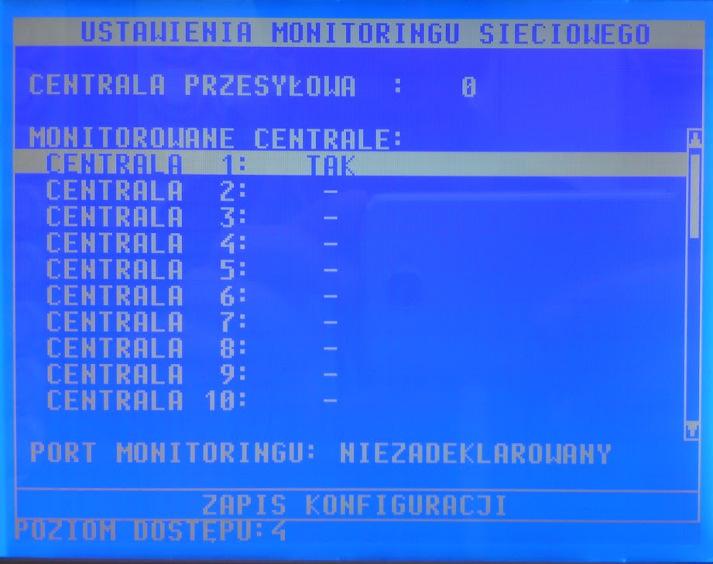 USTAWIENIA MONITORINGU SIECIOWEGO
CENTRALA PRZESYŁOWA : 0
MONITOROWANE CENTRALE:
CENTRALA 1: TAK
CENTRALA 2: -
CENTRALA 3: -
CENTRALA 4: -
CENTRALA 5: -
CENTRALA 6: -
CENTRALA 7: -
CENTRALA 8: -
CENTRALA 9: -
CENTRALA 10: -
PORT MONITORINGU: NIEZADEKLAROWANY
ZAPIS KONFIGURACJI
POZIOM DOSTĘPU: 4